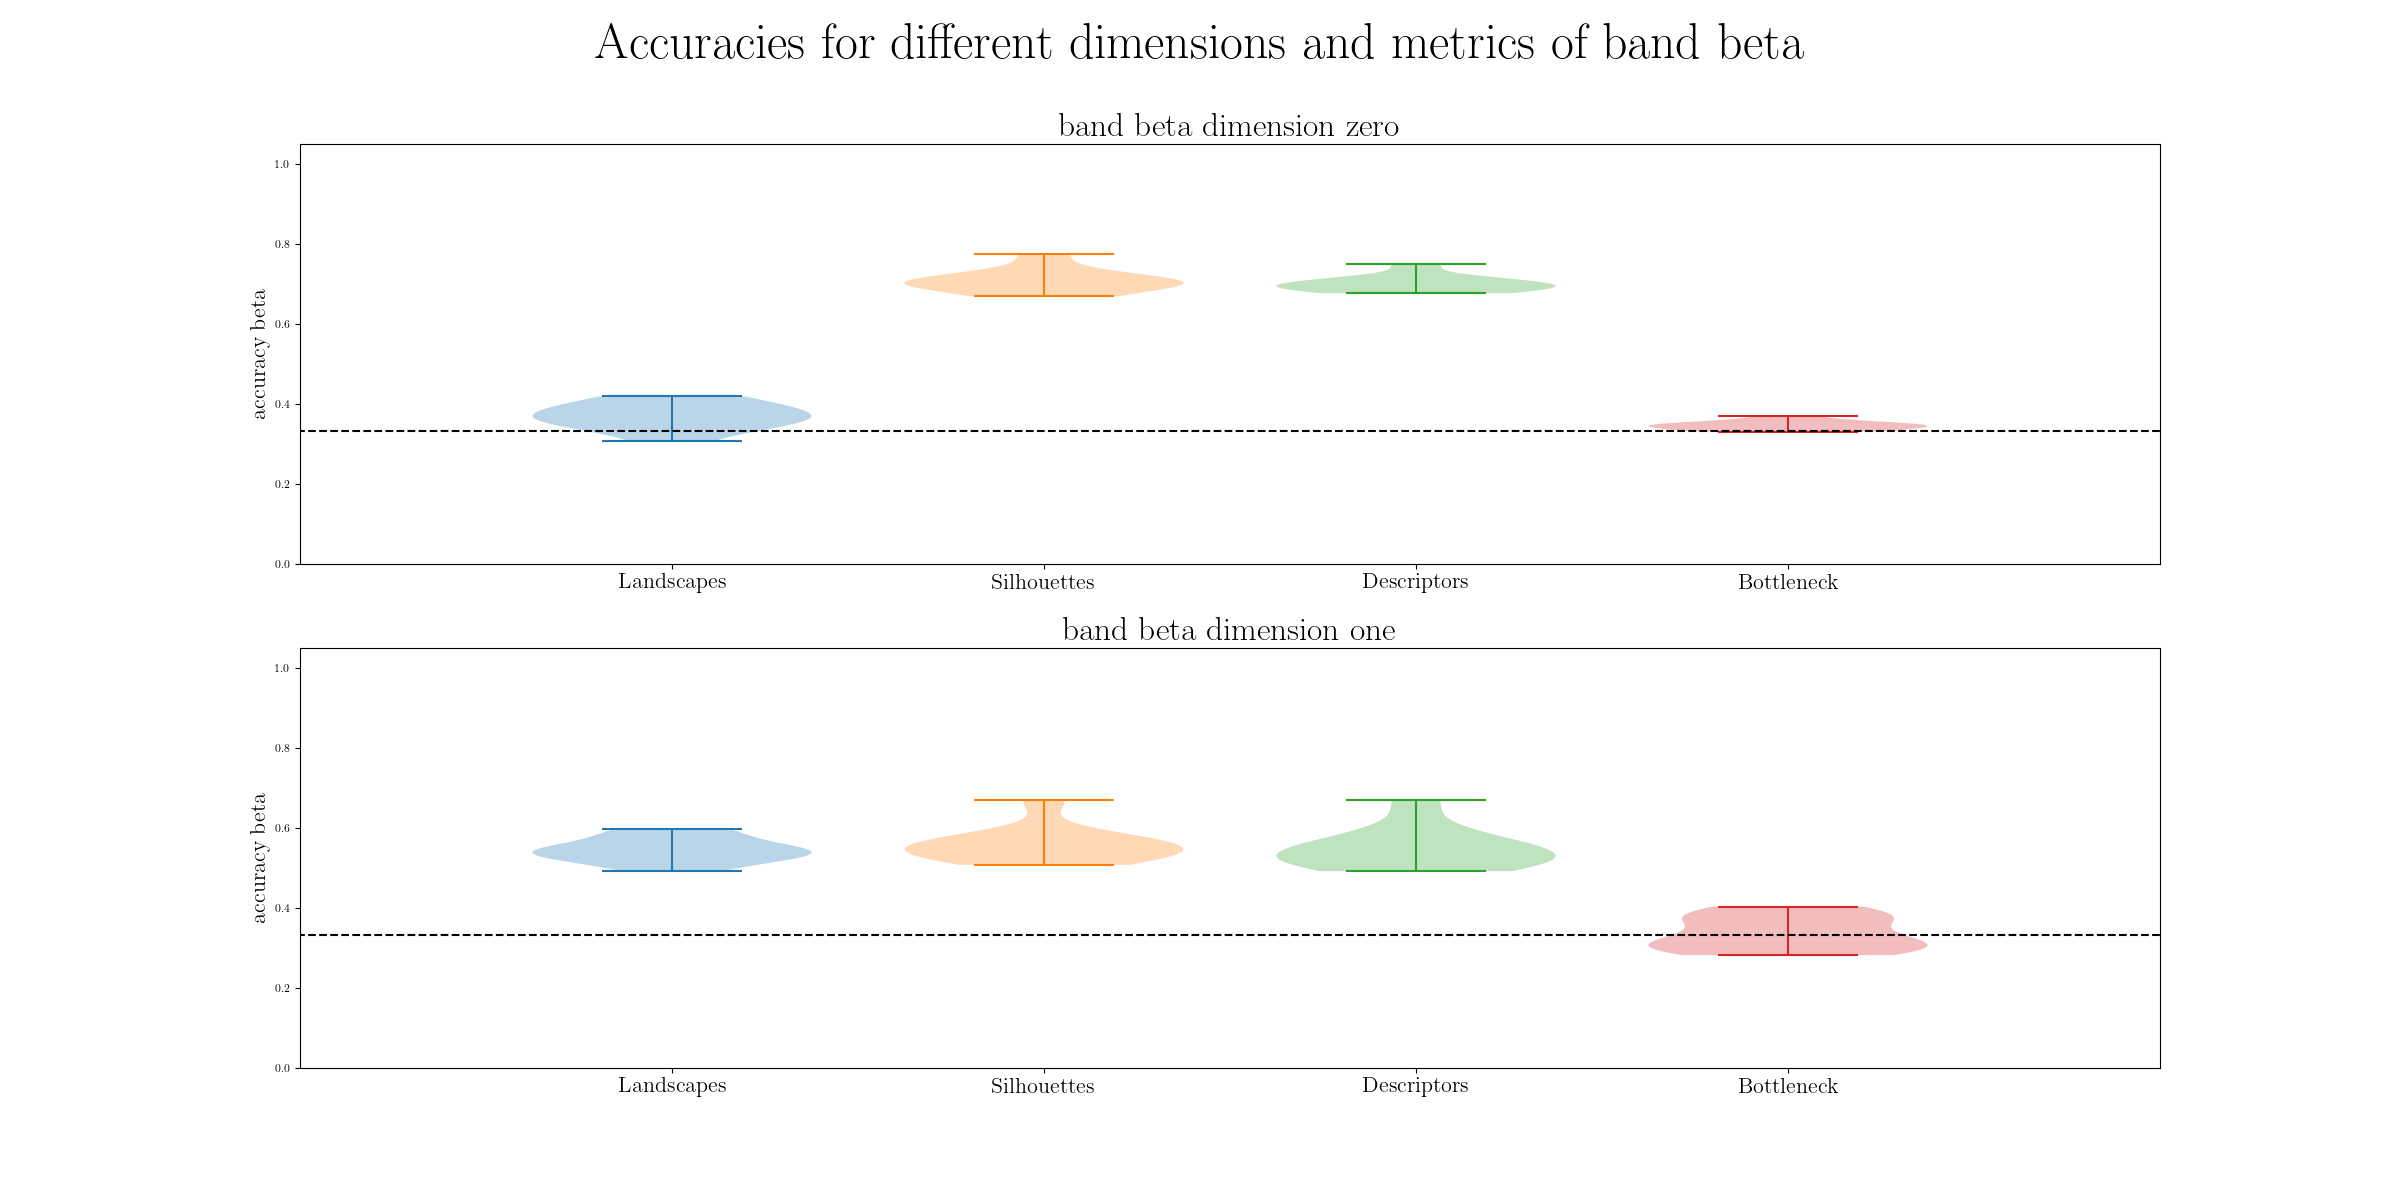 Accuracies for different dimensions and metrics of band beta
band beta dimension zero
1.0
0.8
0.6
0.4
0.2
0.0
accuracy beta
Landscapes Silhouettes Descriptors Bottleneck
band beta dimension one
1.0
0.8
0.6
0.4
0.2
0.0
accuracy beta
Landscapes Silhouettes Descriptors Bottleneck